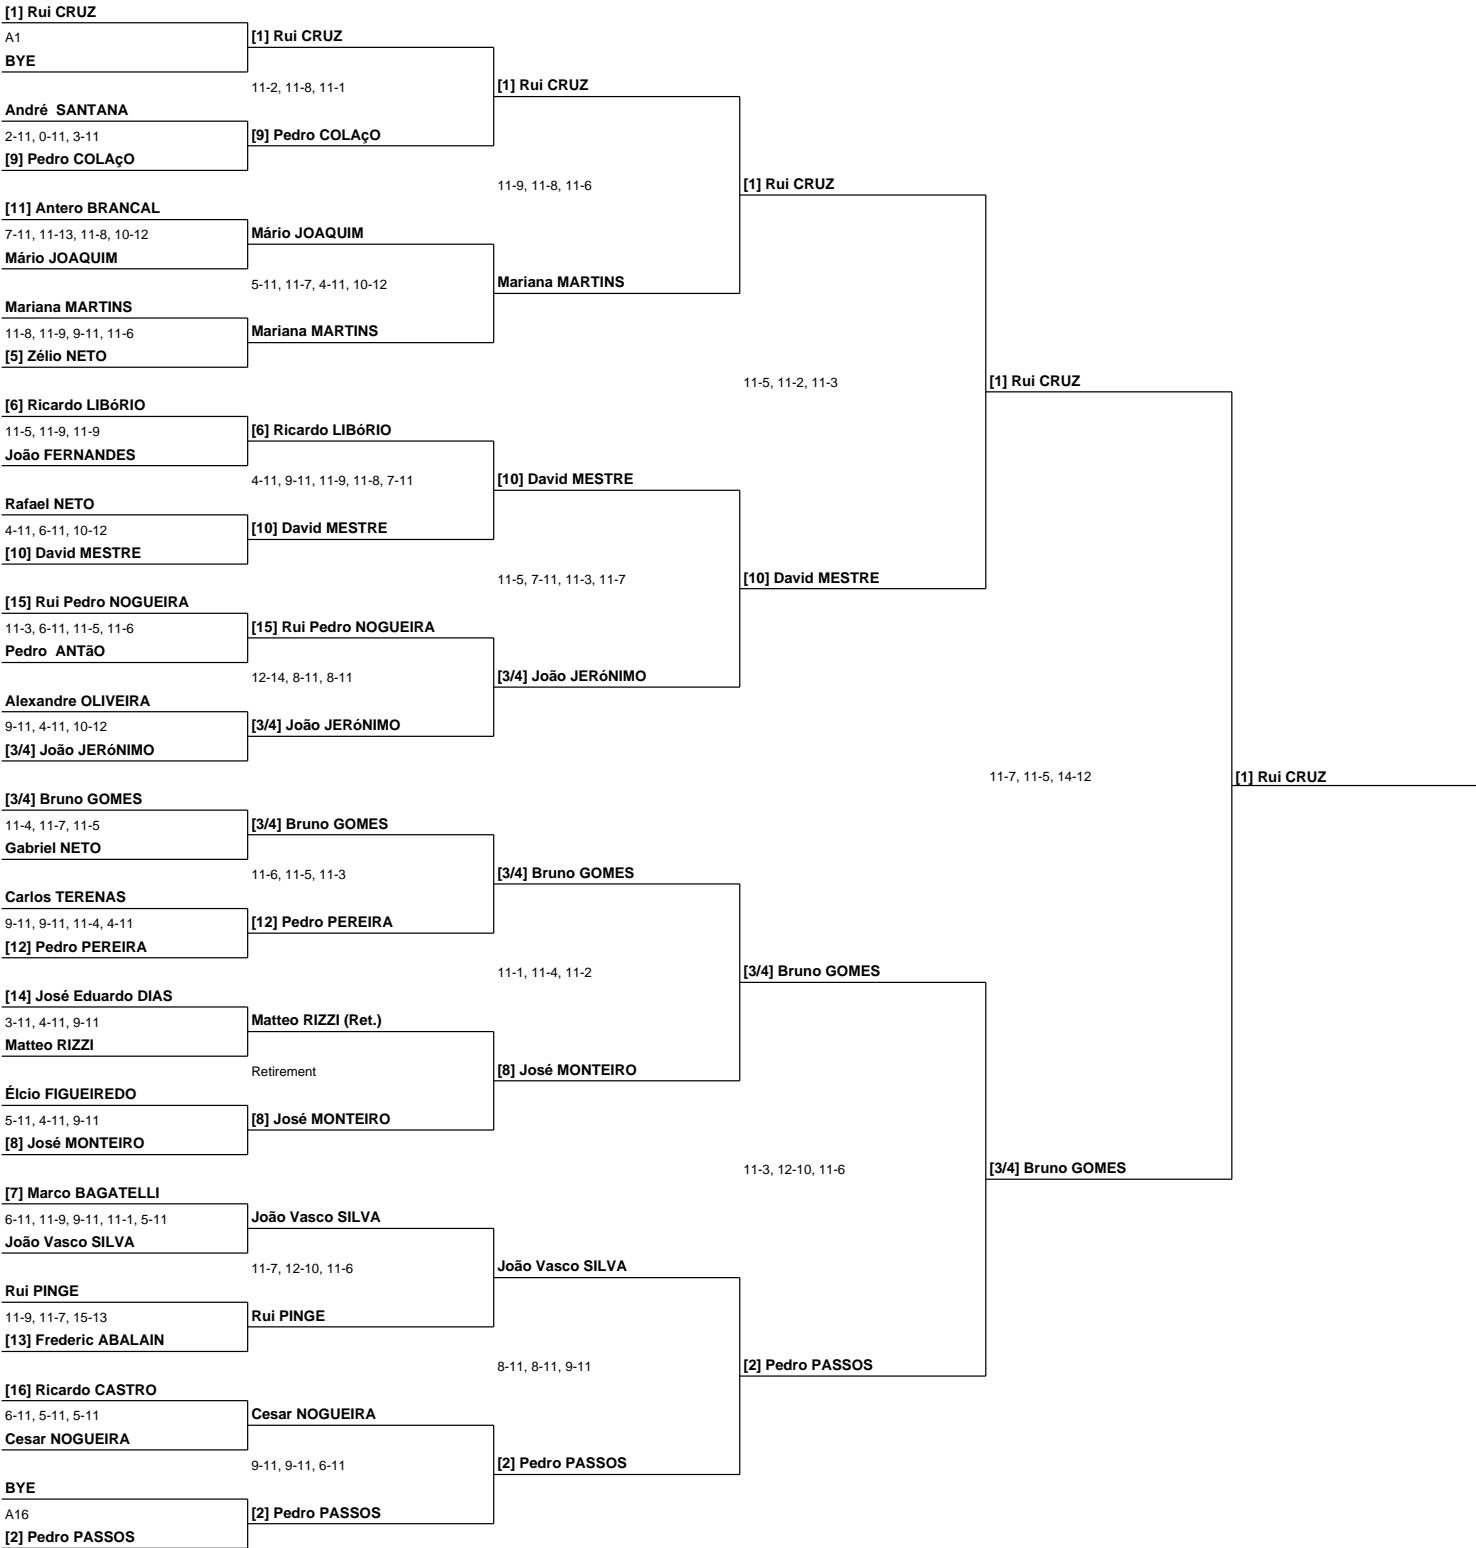 [1] Rui CRUZ
A1
BYE
André  SANTANA
2-11, 0-11, 3-11
[9] Pedro COLAçO
[11] Antero BRANCAL
7-11, 11-13, 11-8, 10-12
Mário JOAQUIM
Mariana MARTINS
11-8, 11-9, 9-11, 11-6
[5] Zélio NETO
[6] Ricardo LIBóRIO
11-5, 11-9, 11-9
João FERNANDES
Rafael NETO
4-11, 6-11, 10-12
[10] David MESTRE
[15] Rui Pedro NOGUEIRA
11-3, 6-11, 11-5, 11-6
Pedro  ANTãO
Alexandre OLIVEIRA
9-11, 4-11, 10-12
[3/4] João JERóNIMO
[3/4] Bruno GOMES
11-4, 11-7, 11-5
Gabriel NETO
Carlos TERENAS
9-11, 9-11, 11-4, 4-11
[12] Pedro PEREIRA
[14] José Eduardo DIAS
3-11, 4-11, 9-11
Matteo RIZZI
Élcio FIGUEIREDO
5-11, 4-11, 9-11
[8] José MONTEIRO
[7] Marco BAGATELLI
6-11, 11-9, 9-11, 11-1, 5-11
João Vasco SILVA
Rui PINGE
11-9, 11-7, 15-13
[13] Frederic ABALAIN
[16] Ricardo CASTRO
6-11, 5-11, 5-11
Cesar NOGUEIRA
BYE
A16
[2] Pedro PASSOS
[1] Rui CRUZ
11-2, 11-8, 11-1
[9] Pedro COLAçO
Mário JOAQUIM
5-11, 11-7, 4-11, 10-12
Mariana MARTINS
[6] Ricardo LIBóRIO
4-11, 9-11, 11-9, 11-8, 7-11
[10] David MESTRE
[15] Rui Pedro NOGUEIRA
12-14, 8-11, 8-11
[3/4] João JERóNIMO
[3/4] Bruno GOMES
11-6, 11-5, 11-3
[12] Pedro PEREIRA
Matteo RIZZI (Ret.)
Retirement
[8] José MONTEIRO
João Vasco SILVA
11-7, 12-10, 11-6
Rui PINGE
Cesar NOGUEIRA
9-11, 9-11, 6-11
[2] Pedro PASSOS
[1] Rui CRUZ
11-9, 11-8, 11-6
Mariana MARTINS
[10] David MESTRE
11-5, 7-11, 11-3, 11-7
[3/4] João JERóNIMO
[3/4] Bruno GOMES
11-1, 11-4, 11-2
[8] José MONTEIRO
João Vasco SILVA
8-11, 8-11, 9-11
[2] Pedro PASSOS
[1] Rui CRUZ
11-5, 11-2, 11-3
[10] David MESTRE
[3/4] Bruno GOMES
11-3, 12-10, 11-6
[2] Pedro PASSOS
[1] Rui CRUZ
11-7, 11-5, 14-12
[3/4] Bruno GOMES
[1] Rui CRUZ